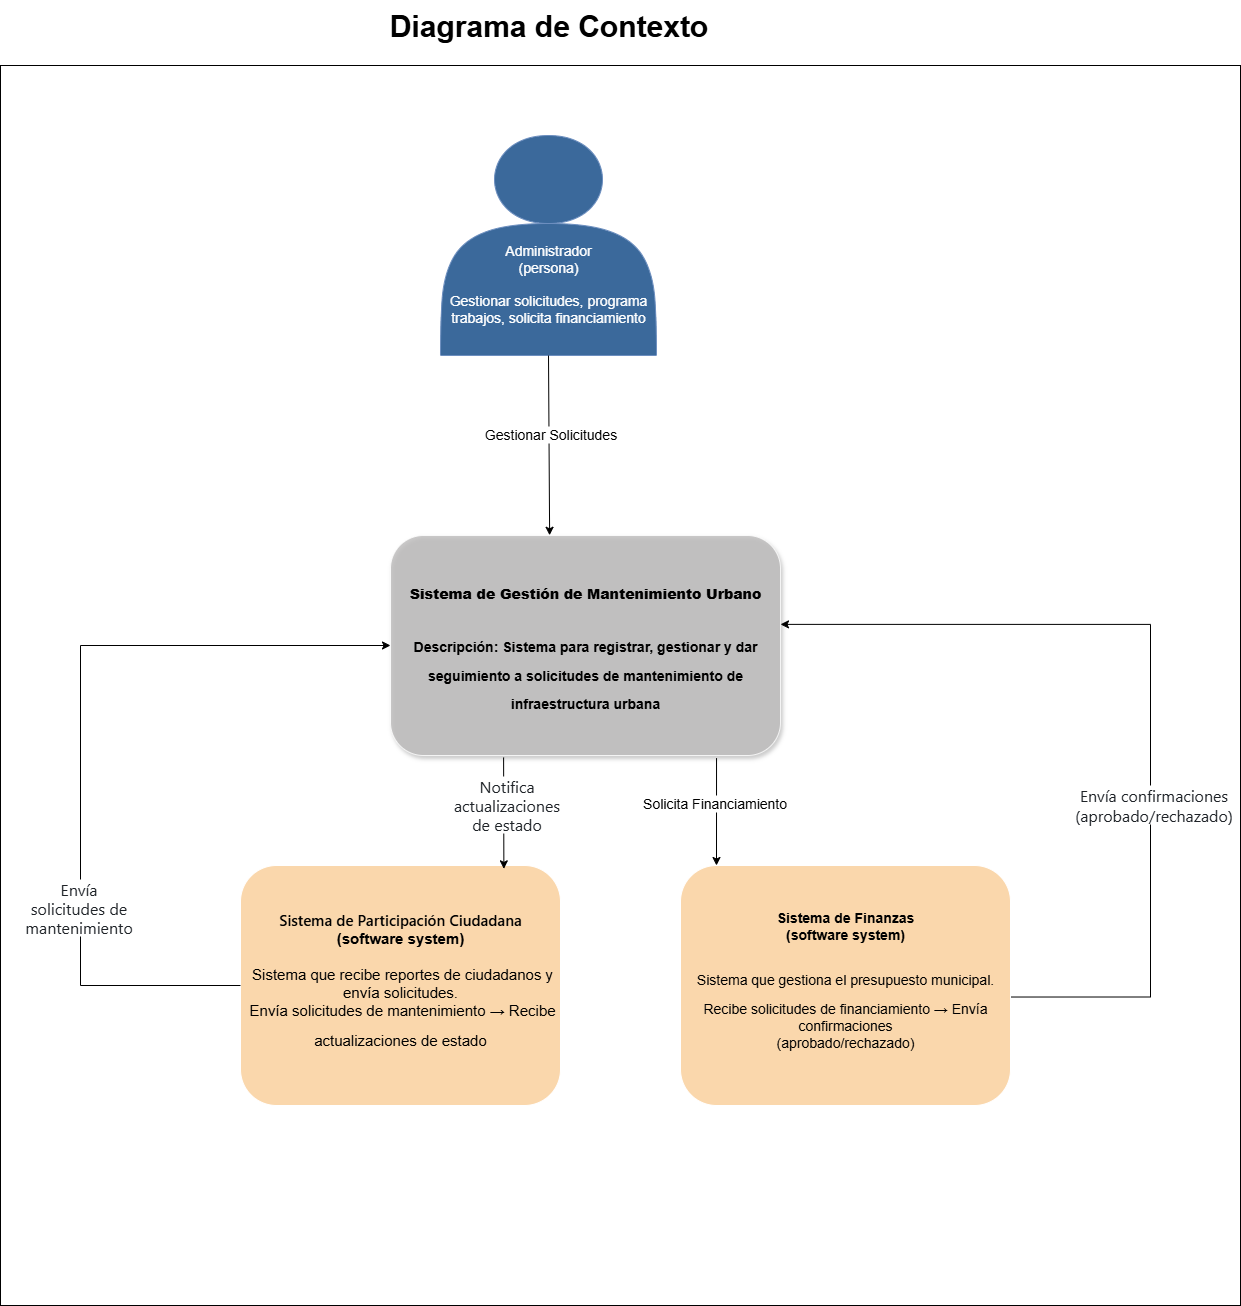 Diagrama de Contexto
Administrador
(persona)
Gestionar solicitudes, programa
trabajos, solicita financiamiento
Gestionar Solicitudes
Sistema de Gestión de Mantenimiento Urbano
Descripción: Sistema para registrar, gestionar y dar
seguimiento a solicitudes de mantenimiento de
infraestructura urbana
Notifica
actualizaciones
de estado
Solicita Financiamiento
Envía confirmaciones
(aprobado/rechazado)
Envía
solicitudes de
mantenimiento
Sistema de Participación Ciudadana
(software system)
Sistema que recibe reportes de ciudadanos y
envía solicitudes.
Envía solicitudes de mantenimiento → Recibe
actualizaciones de estado
Sistema de Finanzas
(software system)
Sistema que gestiona el presupuesto municipal.
Recibe solicitudes de financiamiento → Envía
confirmaciones
(aprobado/rechazado)